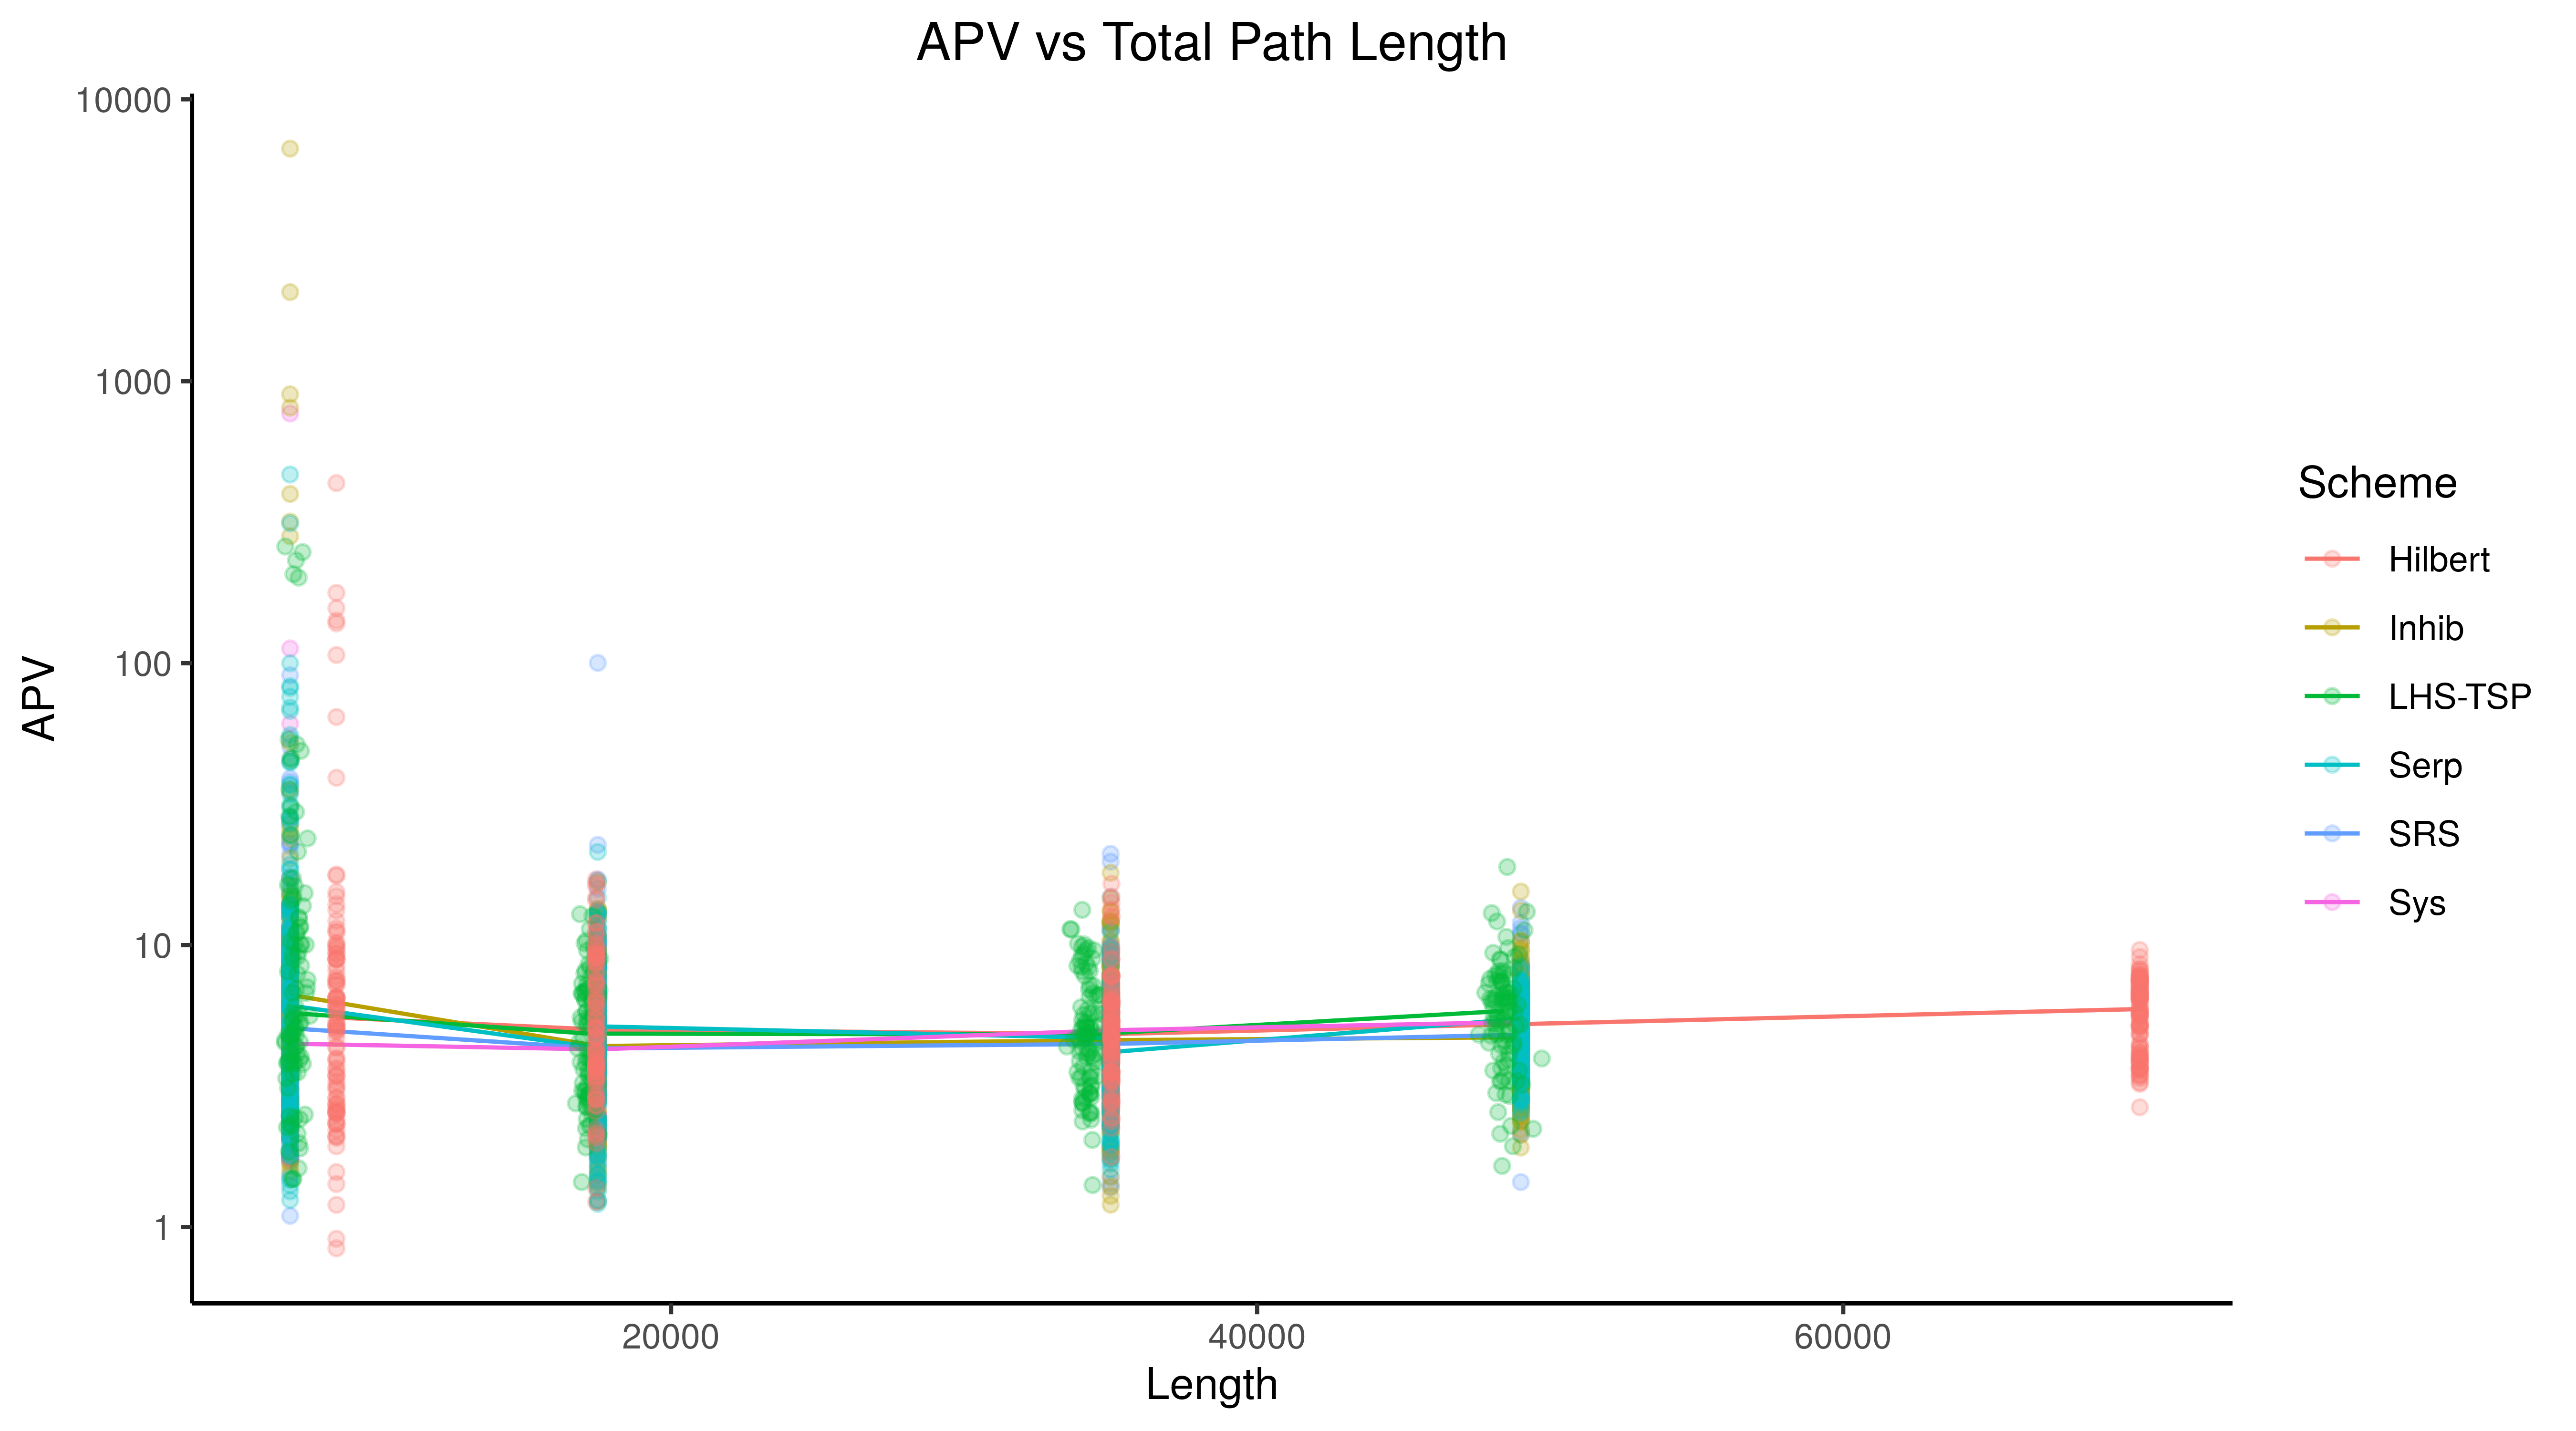 APV vs Total Path Length
10000
1000
100
10
1
APV
20000
40000
60000
Length
Scheme
Hilbert
Inhib
LHS-TSP
Serp
SRS
Sys